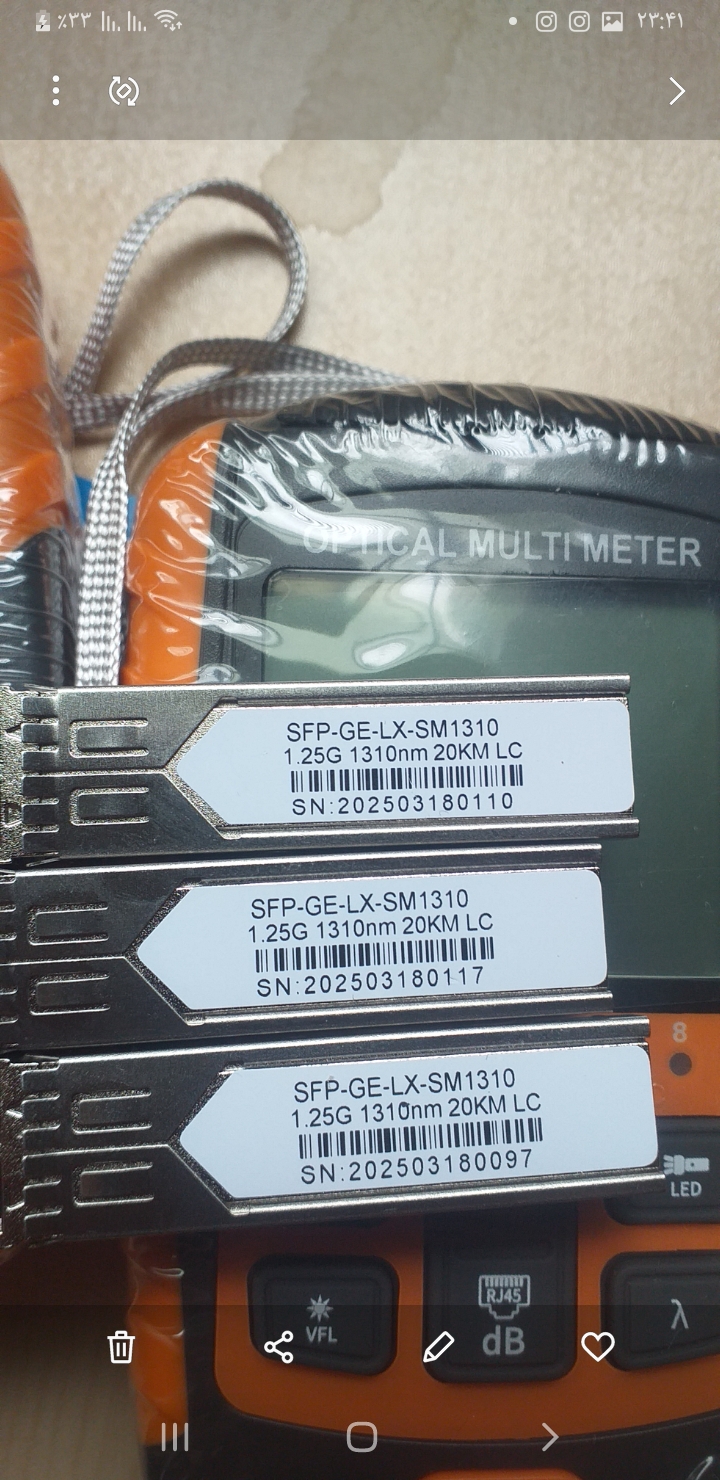 ٪۳۳
۲۳:۴۱
OPTICAL MULTI METER
SFP-GE-LX-SM1310
1.25G 1310nm 20KM LC
SN:202503180110
SFP-GE-LX-SM1310
1.25G 1310nm 20KM LC
SN:202503180117
8
SFP-GE-LX-SM1310
1.25G 1310nm 20KM LC
SN:202503180097
LED
RJ45
VFL
dB
λ